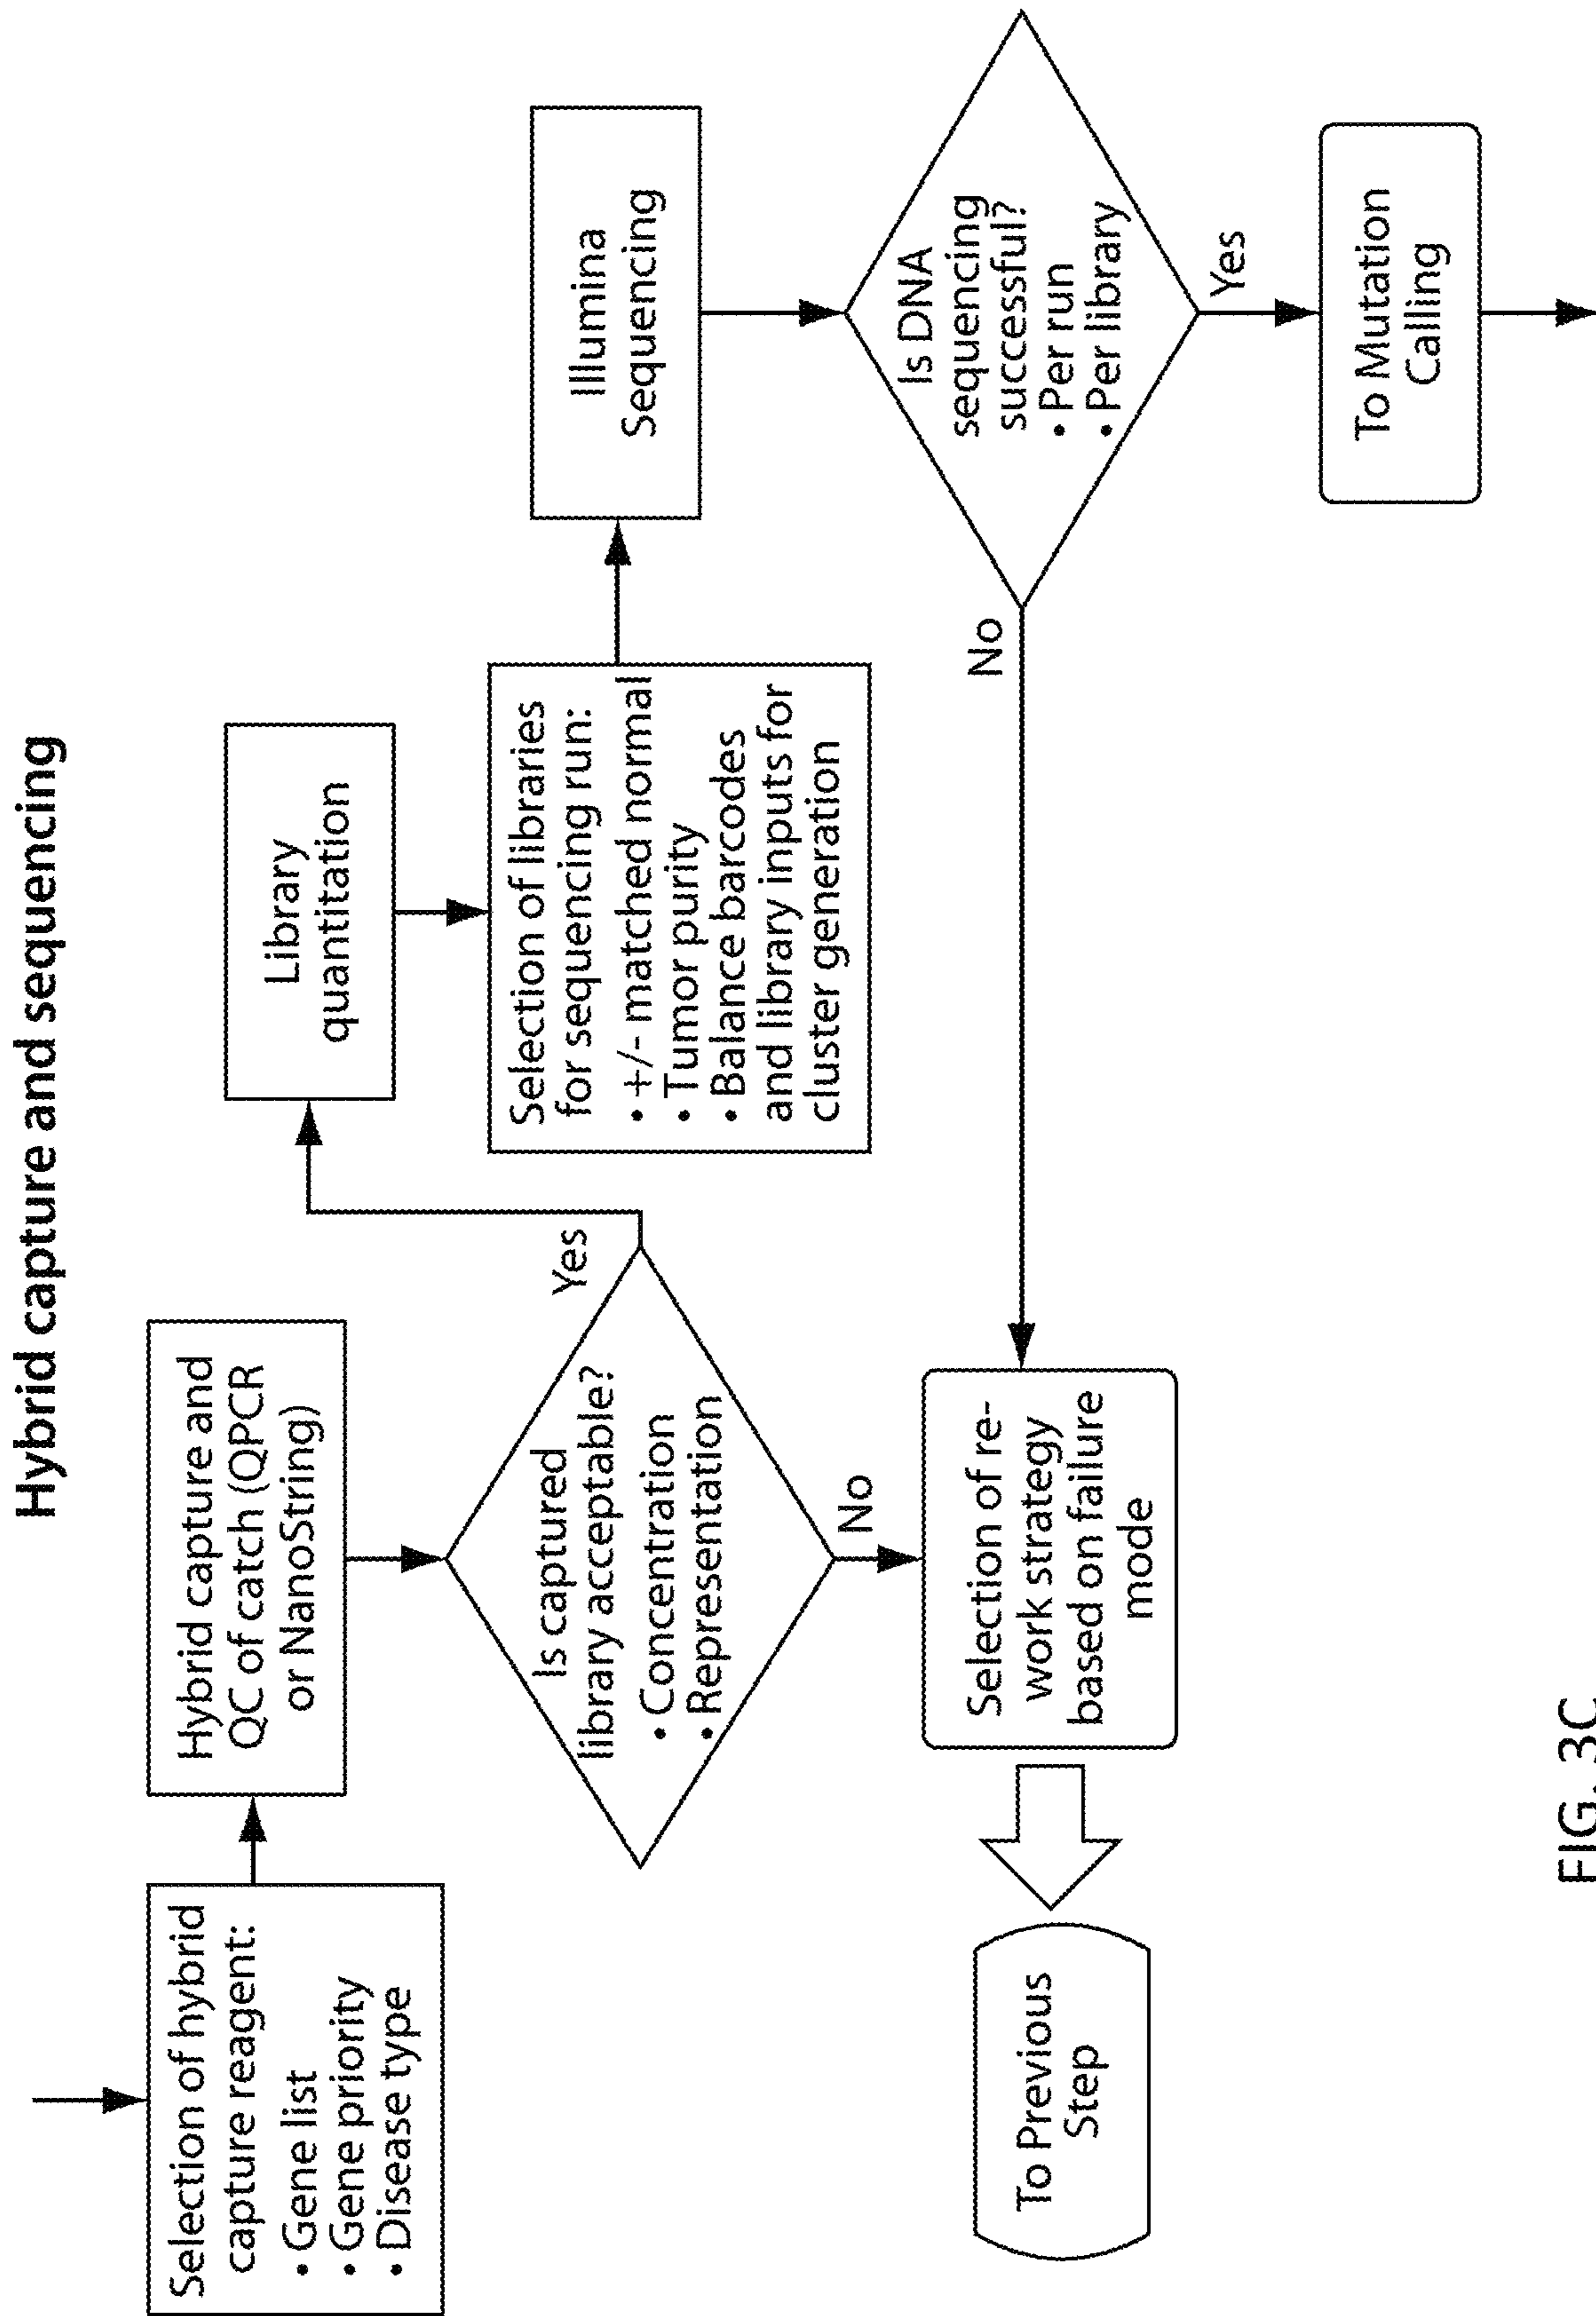 Hybrid capture and sequencing
Selection of hybrid
capture reagent:
• Gene list
• Gene priority
• Disease type
Hybrid capture and
QC of catch (QPCR
or NanoString)
Is captured
library acceptable?
• Concentration
• Representation
Yes
No
Library
quantitation
Selection of libraries
for sequencing run:
• +/- matched normal
• Tumor purity
• Balance barcodes
and library inputs for
cluster generation
Illumina
Sequencing
Is DNA
sequencing
successful?
• Per run
• Per library
No
Yes
To Mutation
Calling
Selection of re-
work strategy
based on failure
mode
To Previous
Step
FIG. 3C